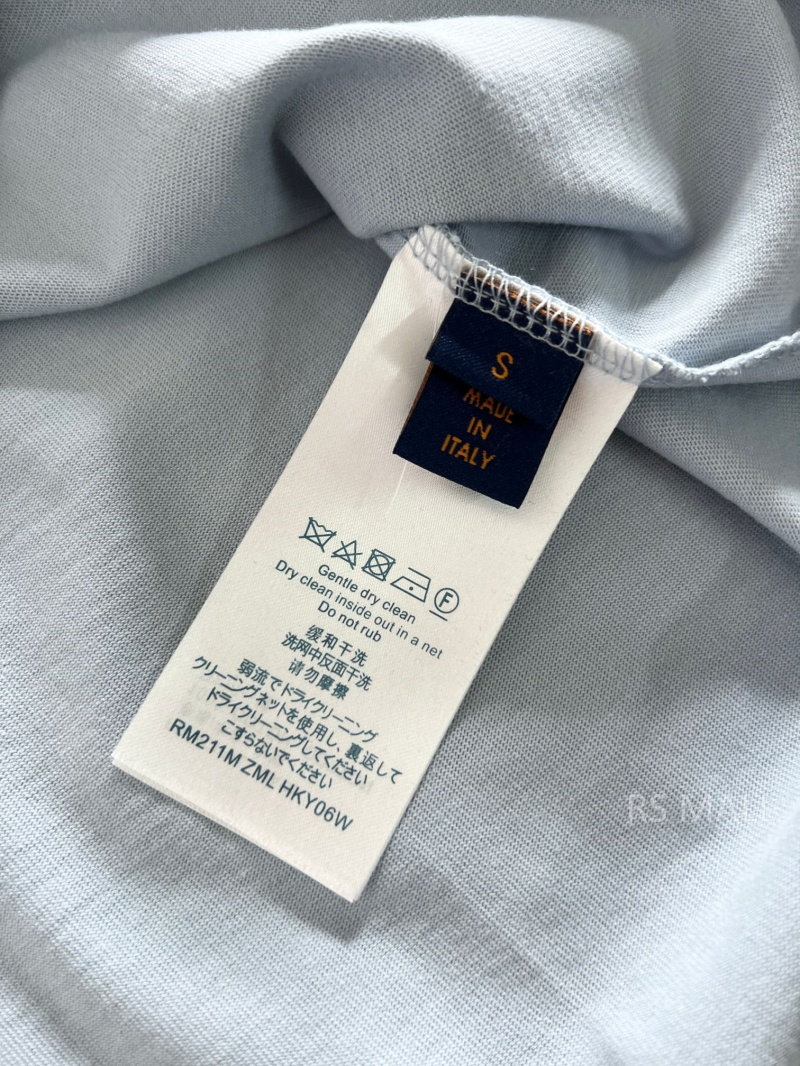 S
MADE
IN
ITALY
F
Gentle dry clean
Dry clean inside out in a net
Do not rub
缓和干洗
洗网中反面干洗
请勿摩擦
弱流でドライクリーニング
クリーニングネットを使用し、裏返して
ドライクリーニングしてください
こすらないでください
RM211M ZML HKY06W
RS MALL